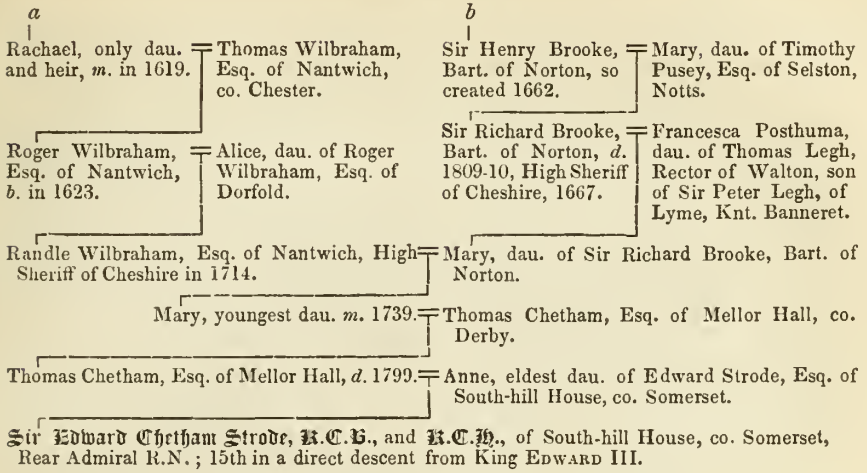 a
Rachael, only dau.
and heir, m. in 1619.
Thomas Wilbraham,
Esq. of Nantwich,
co. Chester.
b
Sir Henry Brooke,
Bart. of Norton, so
created 1662.
Mary, dau. of Timothy
Pusey, Esq. of Selston,
Notts.
Roger Wilbraham,
Esq. of Nantwich,
b. in 1623.
Alice, dau. of Roger
Wilbraham, Esq. of
Dorfold.
Sir Richard Brooke,
Bart. of Norton, d.
1809-10, High Sheriff
of Cheshire, 1667.
Francesca Posthuma,
dau. of Thomas Legh,
Rector of Walton, son
of Sir Peter Legh, of
Lyme, Knt. Banneret.
Randle Wilbraham, Esq. of Nantwich, High
Sheriff of Cheshire in 1714.
Mary, dau. of Sir Richard Brooke, Bart. of
Norton.
Mary, youngest dau. m. 1739.
Thomas Chetham, Esq. of Mellor Hall, co.
Derby.
Thomas Chetham, Esq. of Mellor Hall, d. 1799.
Anne, eldest dau. of Edward Strode, Esq. of
South-hill House, co. Somerset.
Sir Edward Chetham Strode, K.C.B., and K.C.H., of South-hill House, co. Somerset,
Rear Admiral R.N.; 15th in a direct descent from King EDWARD III.